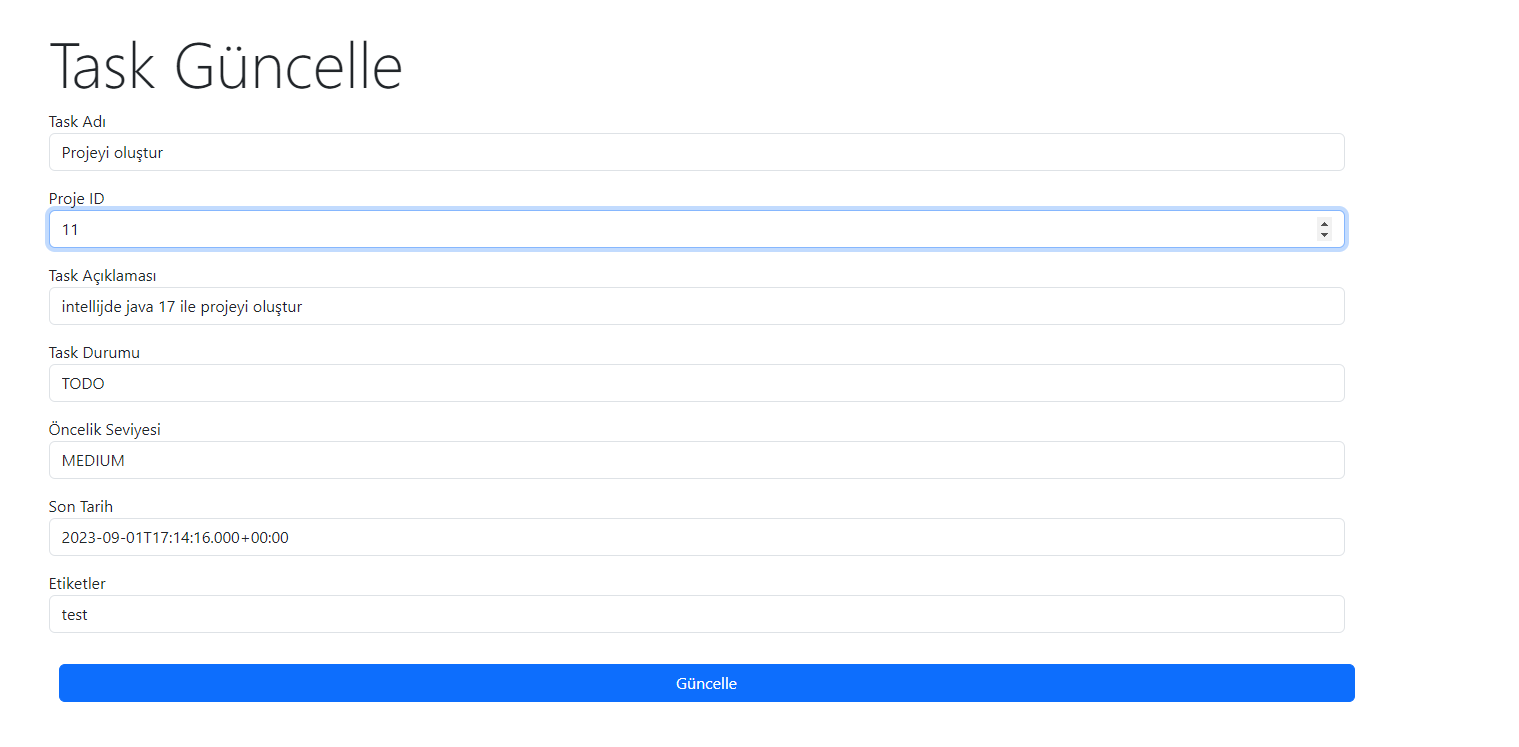 Task Güncelle
Task Adı
Projeyi oluştur
Proje ID
11
Task Açıklaması
intellijde java 17 ile projeyi oluştur
Task Durumu
TODO
Öncelik Seviyesi
MEDIUM
Son Tarih
2023-09-01T17:14:16.000+00:00
Etiketler
test
Güncelle